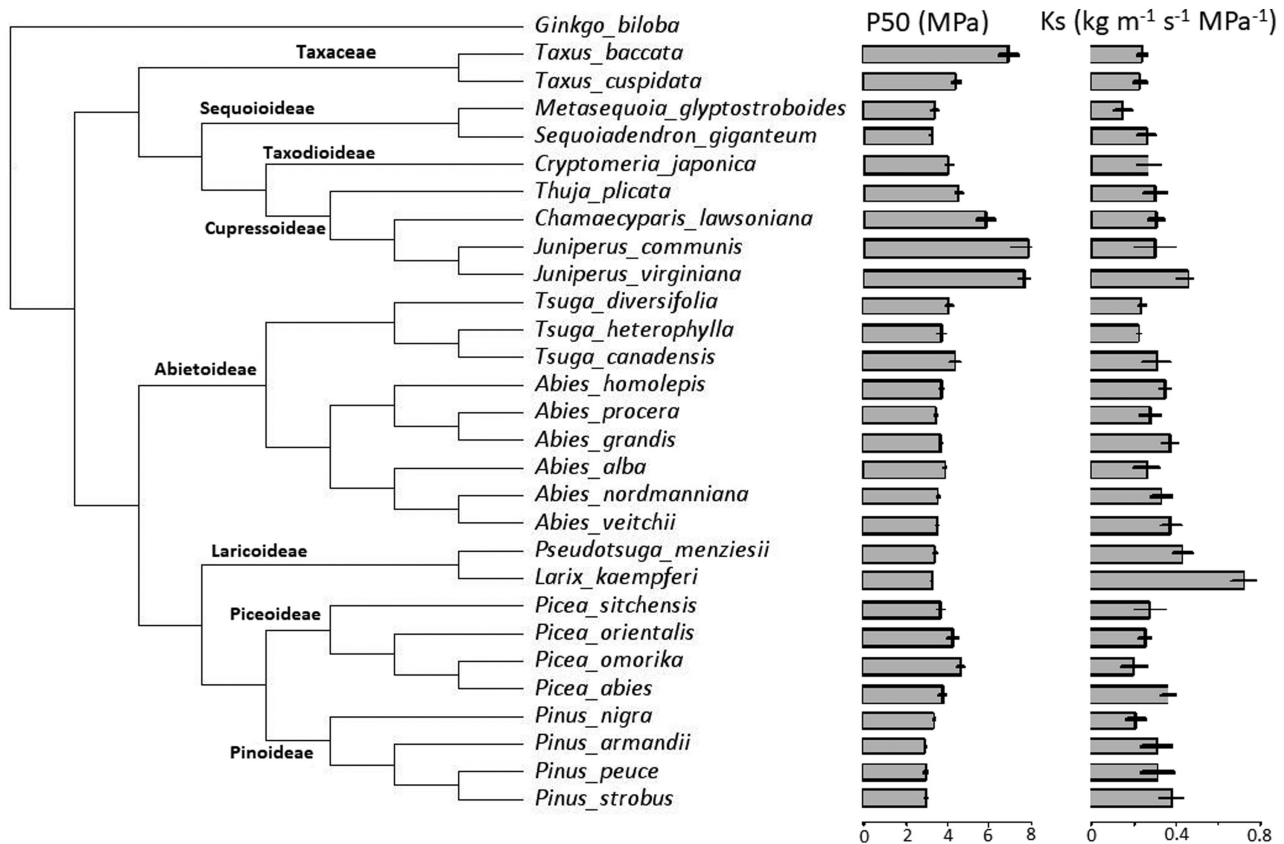 P50 (MPa) Ks (kg m⁻¹ s⁻¹ MPa⁻¹)
Ginkgo_biloba
Taxaceae
Taxus_baccata
Taxus_cuspidata
Sequoioideae
Metasequoia_glyptostroboides
Sequoiadendron_giganteum
Taxodioideae
Cryptomeria_japonica
Thuja_plicata
Cupressoideae
Chamaecyparis_lawsoniana
Juniperus_communis
Juniperus_virginiana
Tsuga_diversifolia
Tsuga_heterophylla
Tsuga_canadensis
Abietoideae
Abies_homolepis
Abies_procera
Abies_grandis
Abies_alba
Abies_nordmanniana
Abies_veitchii
Laricoideae
Pseudotsuga_menziesii
Larix_kaempferi
Piceoideae
Picea_sitchensis
Picea_orientalis
Picea_omorika
Picea_abies
Pinus_nigra
Pinoideae
Pinus_armandii
Pinus_peuce
Pinus_strobus
0 2 4 6 8 0 0.4 0.8